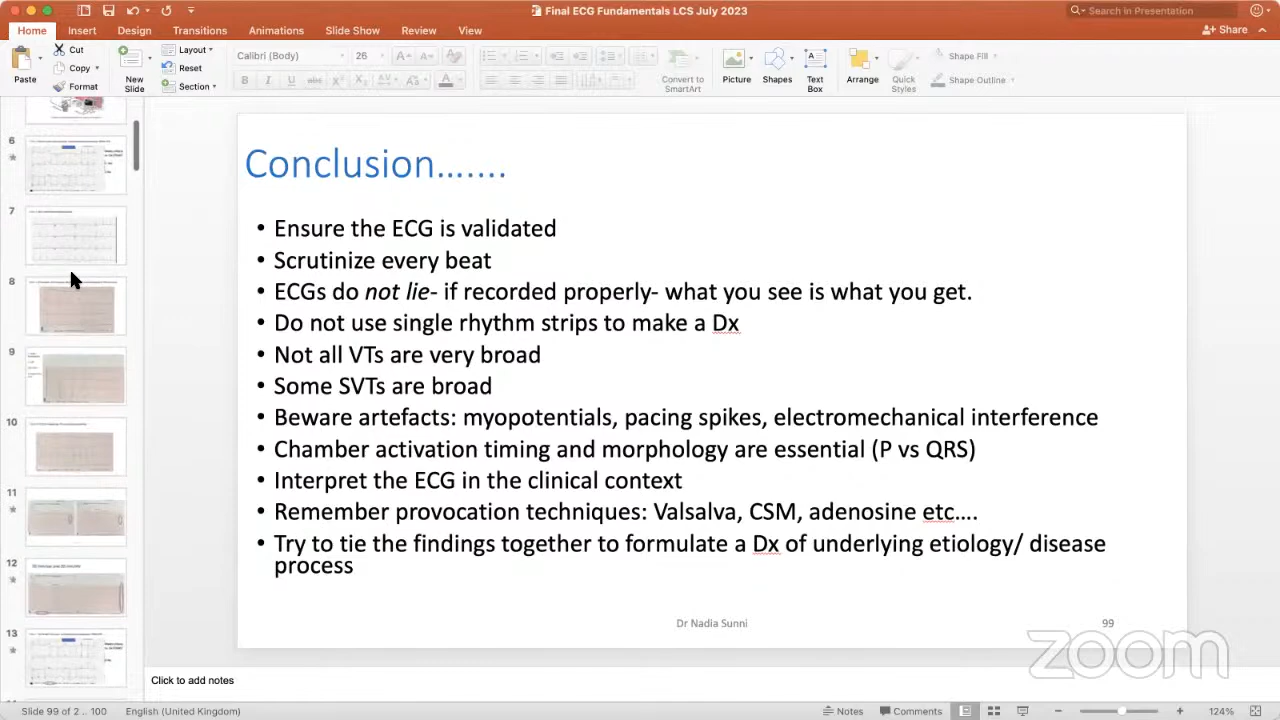 Final ECG Fundamentals LCS July 2023
Search in Presentation
Home Insert Design Transitions Animations Slide Show Review View
Share
Paste
Cut
Copy
Format
New
Slide
Layout
Reset
Section
Calibri (Body)
26
Convert to
SmartArt
Picture
Shapes
Text
Box
Arrange
Quick
Styles
Shape Fill
Shape Outline
6
7
8
9
10
11
12
13
Conclusion…….
• Ensure the ECG is validated
• Scrutinize every beat
• ECGs do not lie- if recorded properly- what you see is what you get.
• Do not use single rhythm strips to make a Dx
• Not all VTs are very broad
• Some SVTs are broad
• Beware artefacts: myopotentials, pacing spikes, electromechanical interference
• Chamber activation timing and morphology are essential (P vs QRS)
• Interpret the ECG in the clinical context
• Remember provocation techniques: Valsalva, CSM, adenosine etc….
• Try to tie the findings together to formulate a Dx of underlying etiology/ disease
process
Dr Nadia Sunni
99
zoom
Click to add notes
Slide 99 of 2 .. 100 English (United Kingdom)
Notes Comments 124%